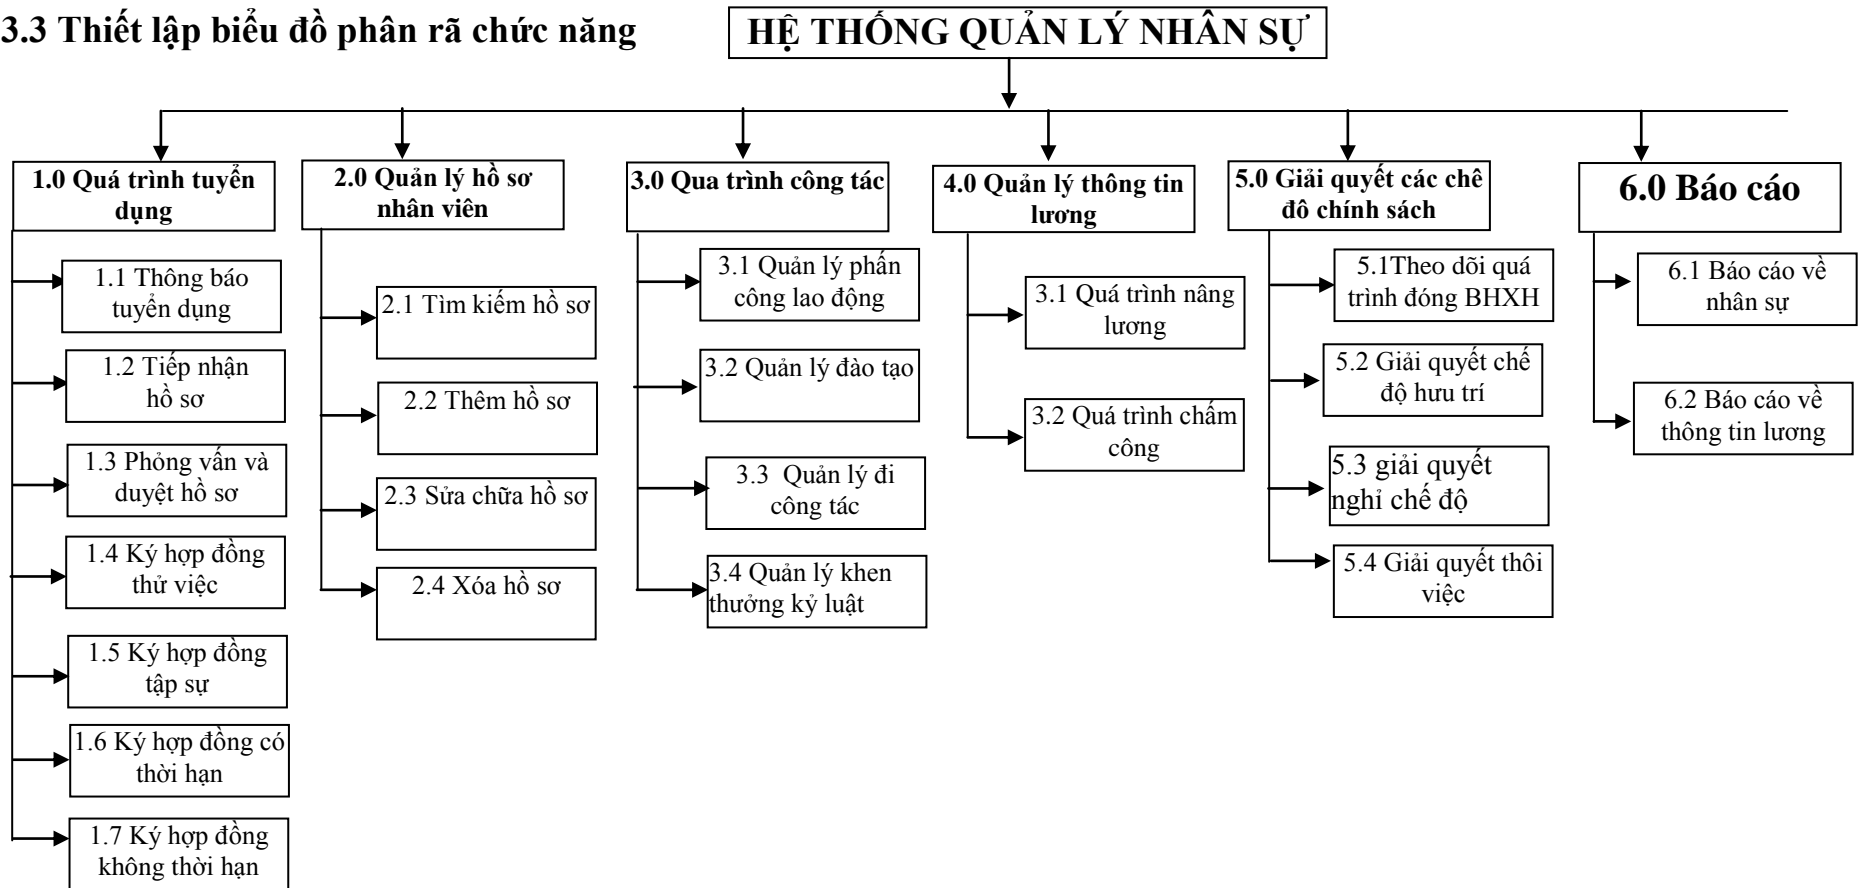 3.3 Thiết lập biểu đồ phân rã chức năng
HỆ THỐNG QUẢN LÝ NHÂN SỰ
1.0 Quá trình tuyển
dụng
1.1 Thông báo
tuyển dụng
1.2 Tiếp nhận
hồ sơ
1.3 Phỏng vấn và
duyệt hồ sơ
1.4 Ký hợp đồng
thử việc
1.5 Ký hợp đồng
tập sự
1.6 Ký hợp đồng có
thời hạn
1.7 Ký hợp đồng
không thời hạn
2.0 Quản lý hồ sơ
nhân viên
2.1 Tìm kiếm hồ sơ
2.2 Thêm hồ sơ
2.3 Sửa chữa hồ sơ
2.4 Xóa hồ sơ
3.0 Qua trình công tác
3.1 Quản lý phấn
công lao động
3.2 Quản lý đào tạo
3.3 Quản lý đi
công tác
3.4 Quản lý khen
thưởng kỷ luật
4.0 Quản lý thông tin
lương
3.1 Quá trình nâng
lương
3.2 Quá trình chấm
công
5.0 Giải quyết các chê
đô chính sách
5.1Theo dõi quá
trình đóng BHXH
5.2 Giải quyết chế
độ hưu trí
5.3 giải quyết
nghỉ chế độ
5.4 Giải quyết thôi
việc
6.0 Báo cáo
6.1 Báo cáo về
nhân sự
6.2 Báo cáo về
thông tin lương